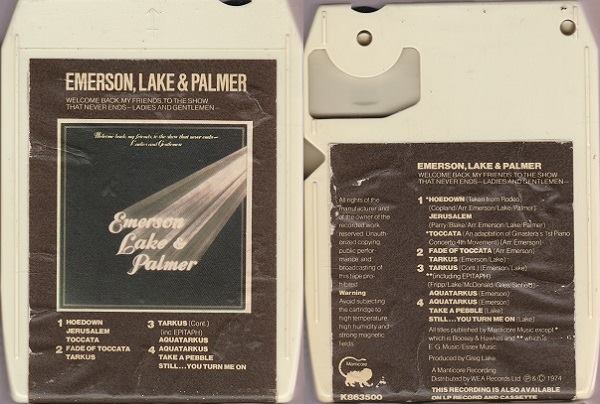 EMERSON, LAKE & PALMER
WELCOME BACK, MY FRIENDS, TO THE SHOW
THAT NEVER ENDS—LADIES AND GENTLEMEN—
Welcome back, my friends, to the show that never ends—
Ladies and Gentlemen
Emerson
Lake &
Palmer
1 HOEDOWN
JERUSALEM
TOCCATA
2 FADE OF TOCCATA
TARKUS
3 TARKUS (Cont.)
(inc. EPITAPH)
AQUATARKUS
4 AQUATARKUS
TAKE A PEBBLE
STILL...YOU TURN ME ON
EMERSON, LAKE & PALMER
WELCOME BACK, MY FRIENDS, TO THE SHOW
THAT NEVER ENDS—LADIES AND GENTLEMEN—
1 *HOEDOWN (Taken from Rodeo)
(Copland/Arr. Emerson/Lake/Palmer)
JERUSALEM
(Parry/Blake/Arr. Emerson/Lake/Palmer)
*TOCCATA (An adaptation of Ginastera's 1st Piano
Concerto 4th Movement) [Arr Emerson]
2 FADE OF TOCCATA (Arr Emerson)
TARKUS (Emerson/Lake)
3 TARKUS (Cont.) [Emerson/Lake]
**(including EPITAPH)
(Fripp/Lake/McDonald/Giles/Sinfield)
AQUATARKUS (Emerson)
4 AQUATARKUS (Emerson)
TAKE A PEBBLE (Lake)
STILL...YOU TURN ME ON (Lake)
All titles published by Manticore Music except *
which is Boosey & Hawkes and ** which is
E.G. Music/Essex Music.
Produced by Greg Lake
A Manticore Recording
Distributed by WEA Records Ltd. ℗ & © 1974
THIS RECORDING IS ALSO AVAILABLE
ON LP RECORD AND CASSETTE
All rights of the
manufacturer and
of the owner of the
recorded work
reserved. Unauth-
orized copying,
public perfor-
mance and
broadcasting of
this tape pro-
hibited.
Warning
Avoid subjecting
the cartridge to
high temperature,
high humidity and
strong magnetic
fields.
Manticore
K863500